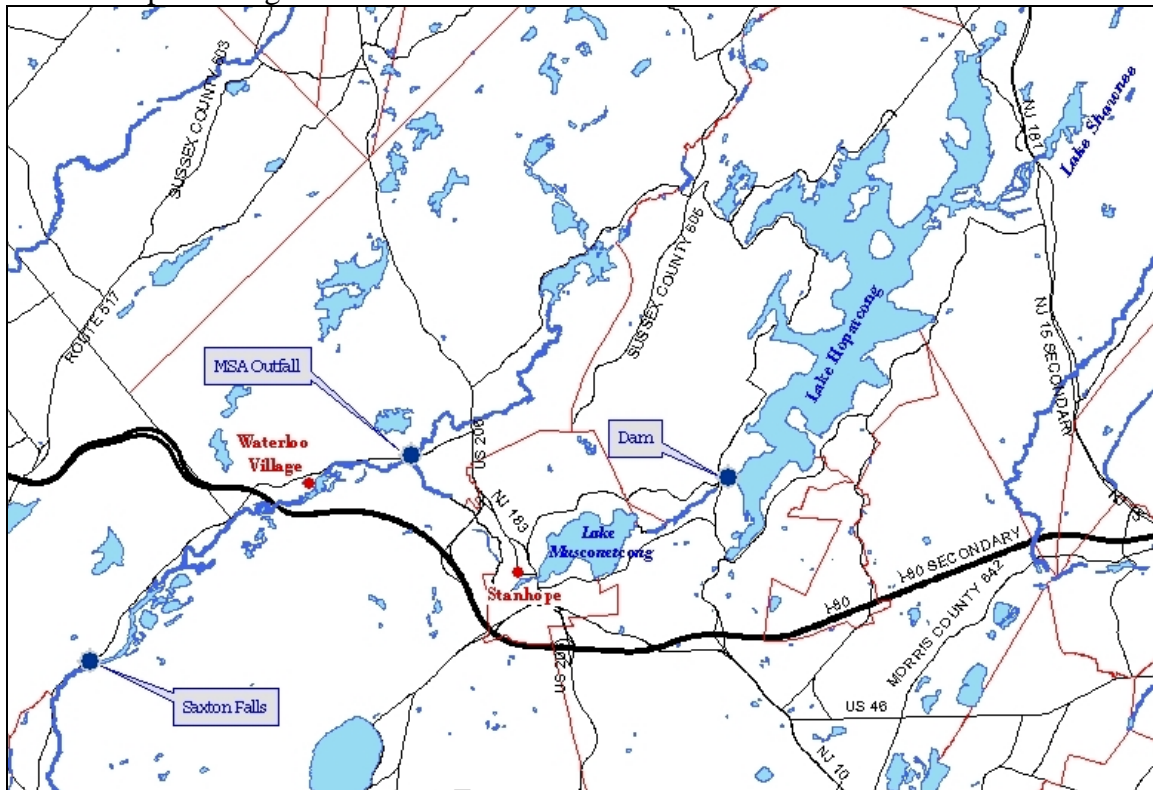 SUSSEX COUNTY 603
NJ 181
Lake Shawnee
ROUTE 517
SUSSEX COUNTY 605
Lake Hopatcong
NJ 15 SECONDARY
MSA Outfall
US 206
Waterloo
Village
Dam
NJ 183
Lake
Musconetcong
Stanhope
I-80 SECONDARY
I-80
MORRIS COUNTY 642
US 206
Saxton Falls
US 46
NJ 10